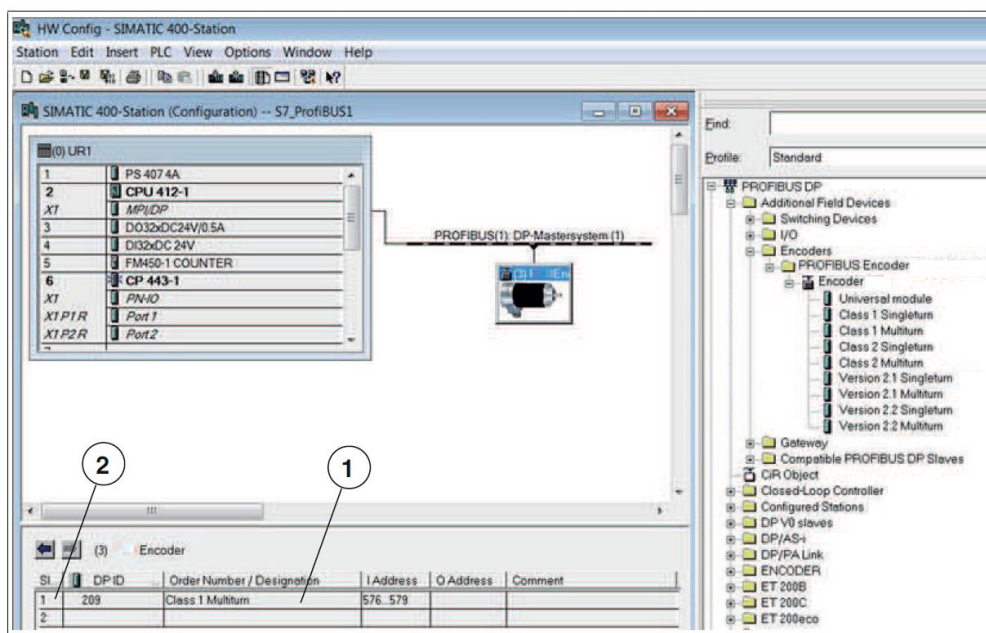 HW Config - SIMATIC 400-Station
Station Edit Insert PLC View Options Window Help
SIMATIC 400-Station (Configuration) -- S7_ProfiBUS1
(0) UR1
1 PS 407 4A
2 CPU 412-1
X1 MPI/DP
3 DO32xDC24V/0.5A
4 DI32xDC 24V
5 FM450-1 COUNTER
6 CP 443-1
X1 PN-IO
X1 P1 R Port 1
X1 P2 R Port 2
PROFIBUS(1): DP-Mastersystem (1)
(3)
2
1
(3) Encoder
Sl... DP ID ... Order Number / Designation I Address O Address Comment
1 209 Class 1 Multiturn 576...579
2
Find:
Profile: Standard
PROFIBUS DP
Additional Field Devices
Switching Devices
I/O
Encoders
PROFIBUS Encoder
Encoder
Universal module
Class 1 Singleturn
Class 1 Multiturn
Class 2 Singleturn
Class 2 Multiturn
Version 2.1 Singleturn
Version 2.1 Multiturn
Version 2.2 Singleturn
Version 2.2 Multiturn
Gateway
Compatible PROFIBUS DP Slaves
CiR Object
Closed-Loop Controller
Configured Stations
DP V0 slaves
DP/AS-i
DP/PA Link
ENCODER
ET 200B
ET 200C
ET 200eco